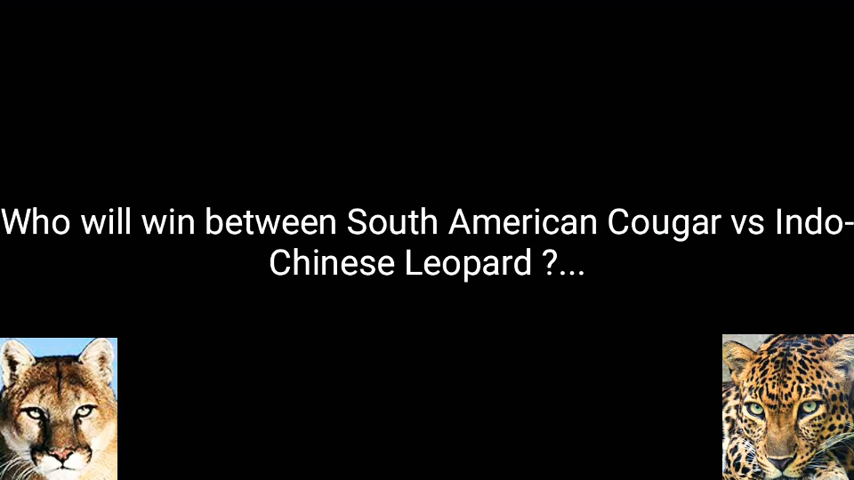 Who will win between South American Cougar vs Indo-
Chinese Leopard ?...